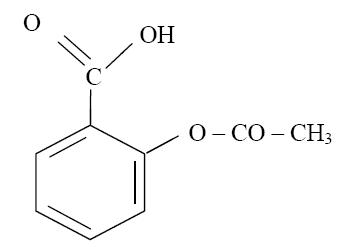 O
OH
C
O – CO – CH₃